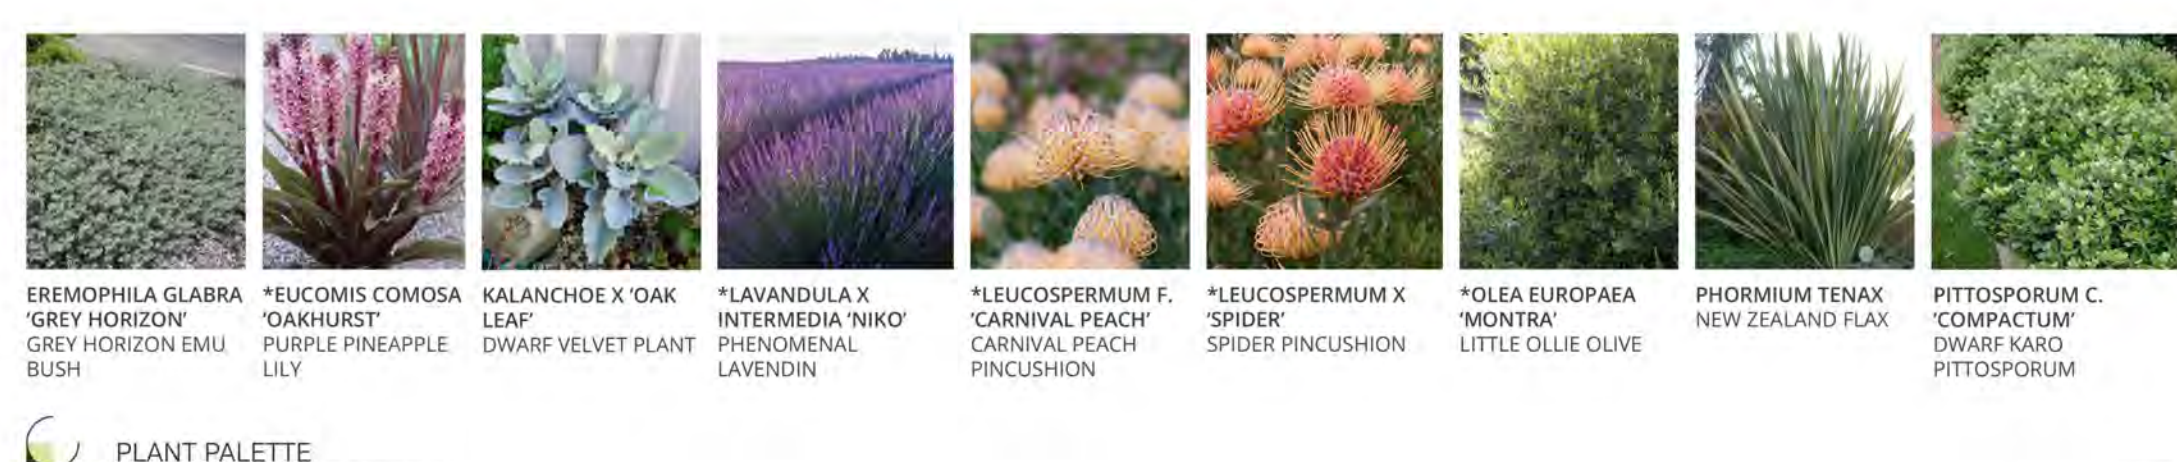 EREMOPHILA GLABRA
'GREY HORIZON'
GREY HORIZON EMU
BUSH
*EUCOMIS COMOSA
'OAKHURST'
PURPLE PINEAPPLE
LILY
KALANCHOE X 'OAK
LEAF'
DWARF VELVET PLANT
*LAVANDULA X
INTERMEDIA 'NIKO'
PHENOMENAL
LAVENDIN
*LEUCOSPERMUM F.
'CARNIVAL PEACH'
CARNIVAL PEACH
PINCUSHION
*LEUCOSPERMUM X
'SPIDER'
SPIDER PINCUSHION
*OLEA EUROPAEA
'MONTRA'
LITTLE OLLIE OLIVE
PHORMIUM TENAX
NEW ZEALAND FLAX
PITTOSPORUM C.
'COMPACTUM'
DWARF KARO
PITTOSPORUM
PLANT PALETTE